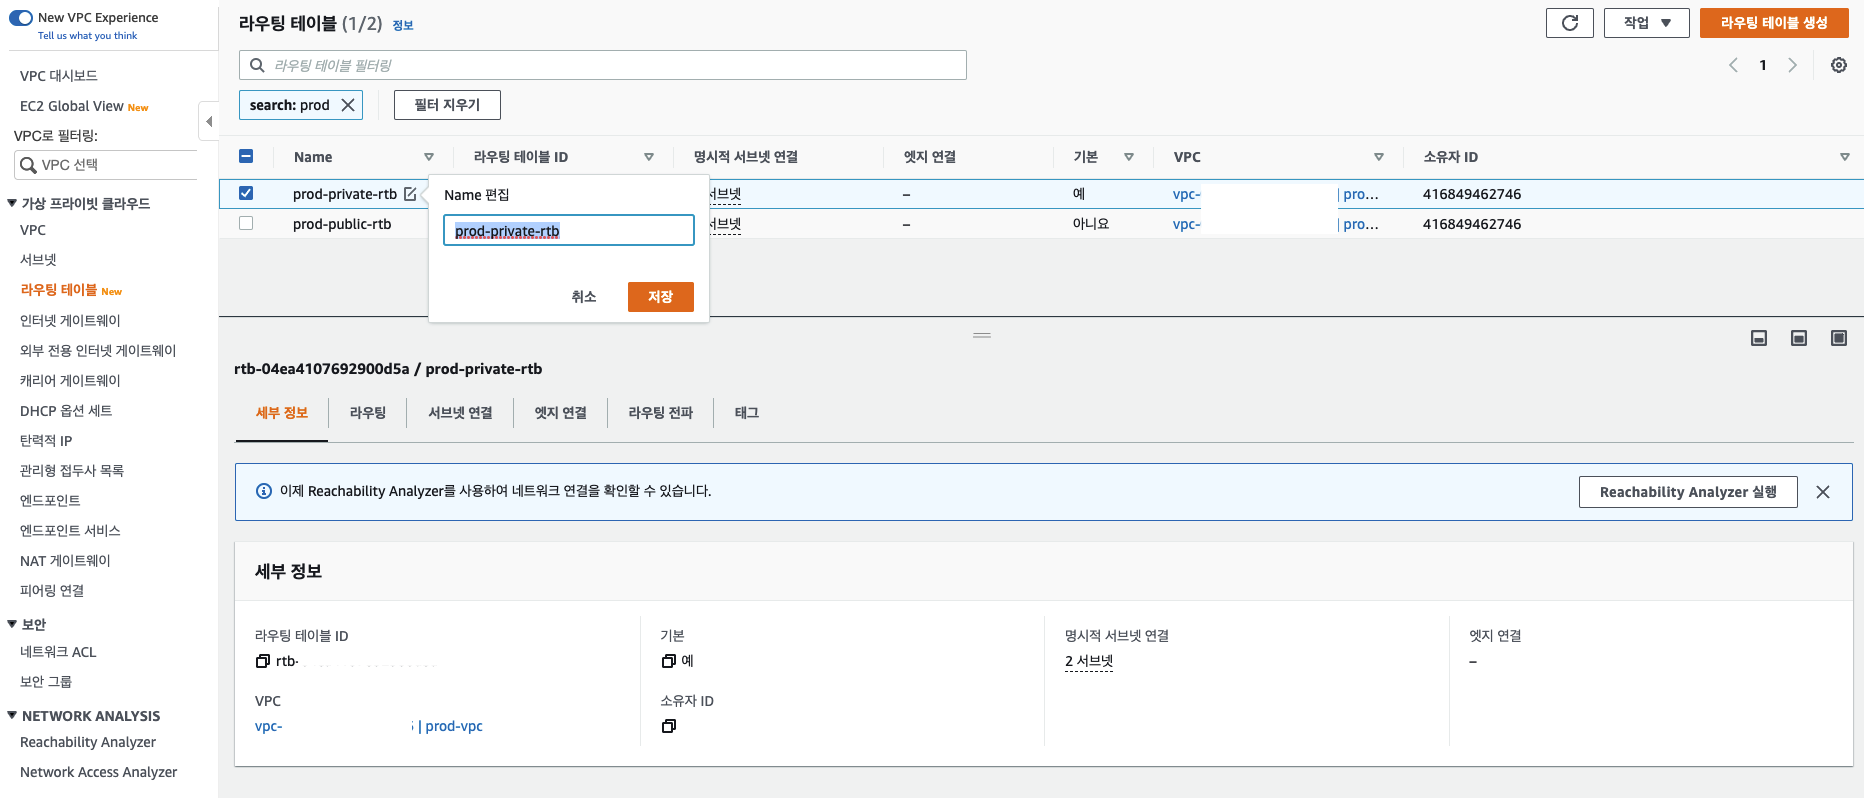 New VPC Experience
Tell us what you think
VPC 대시보드
EC2 Global View New
VPC로 필터링:
VPC 선택
가상 프라이빗 클라우드
VPC
서브넷
라우팅 테이블 New
인터넷 게이트웨이
외부 전용 인터넷 게이트웨이
캐리어 게이트웨이
DHCP 옵션 세트
탄력적 IP
관리형 접두사 목록
엔드포인트
엔드포인트 서비스
NAT 게이트웨이
피어링 연결
보안
네트워크 ACL
보안 그룹
NETWORK ANALYSIS
Reachability Analyzer
Network Access Analyzer
라우팅 테이블 (1/2) 정보
작업
라우팅 테이블 생성
라우팅 테이블 필터링
1
search: prod
필터 지우기
Name 라우팅 테이블 ID 명시적 서브넷 연결 엣지 연결 기본 VPC 소유자 ID
prod-private-rtb 서브넷 – 예 vpc- | pro... 416849462746
prod-public-rtb 서브넷 – 아니요 vpc- | pro... 416849462746
Name 편집
prod-private-rtb
취소 저장
rtb-04ea4107692900d5a / prod-private-rtb
세부 정보 라우팅 서브넷 연결 엣지 연결 라우팅 전파 태그
이제 Reachability Analyzer를 사용하여 네트워크 연결을 확인할 수 있습니다.
Reachability Analyzer 실행
세부 정보
라우팅 테이블 ID
rtb-
기본
예
명시적 서브넷 연결
2 서브넷
엣지 연결
–
VPC
vpc- | prod-vpc
소유자 ID